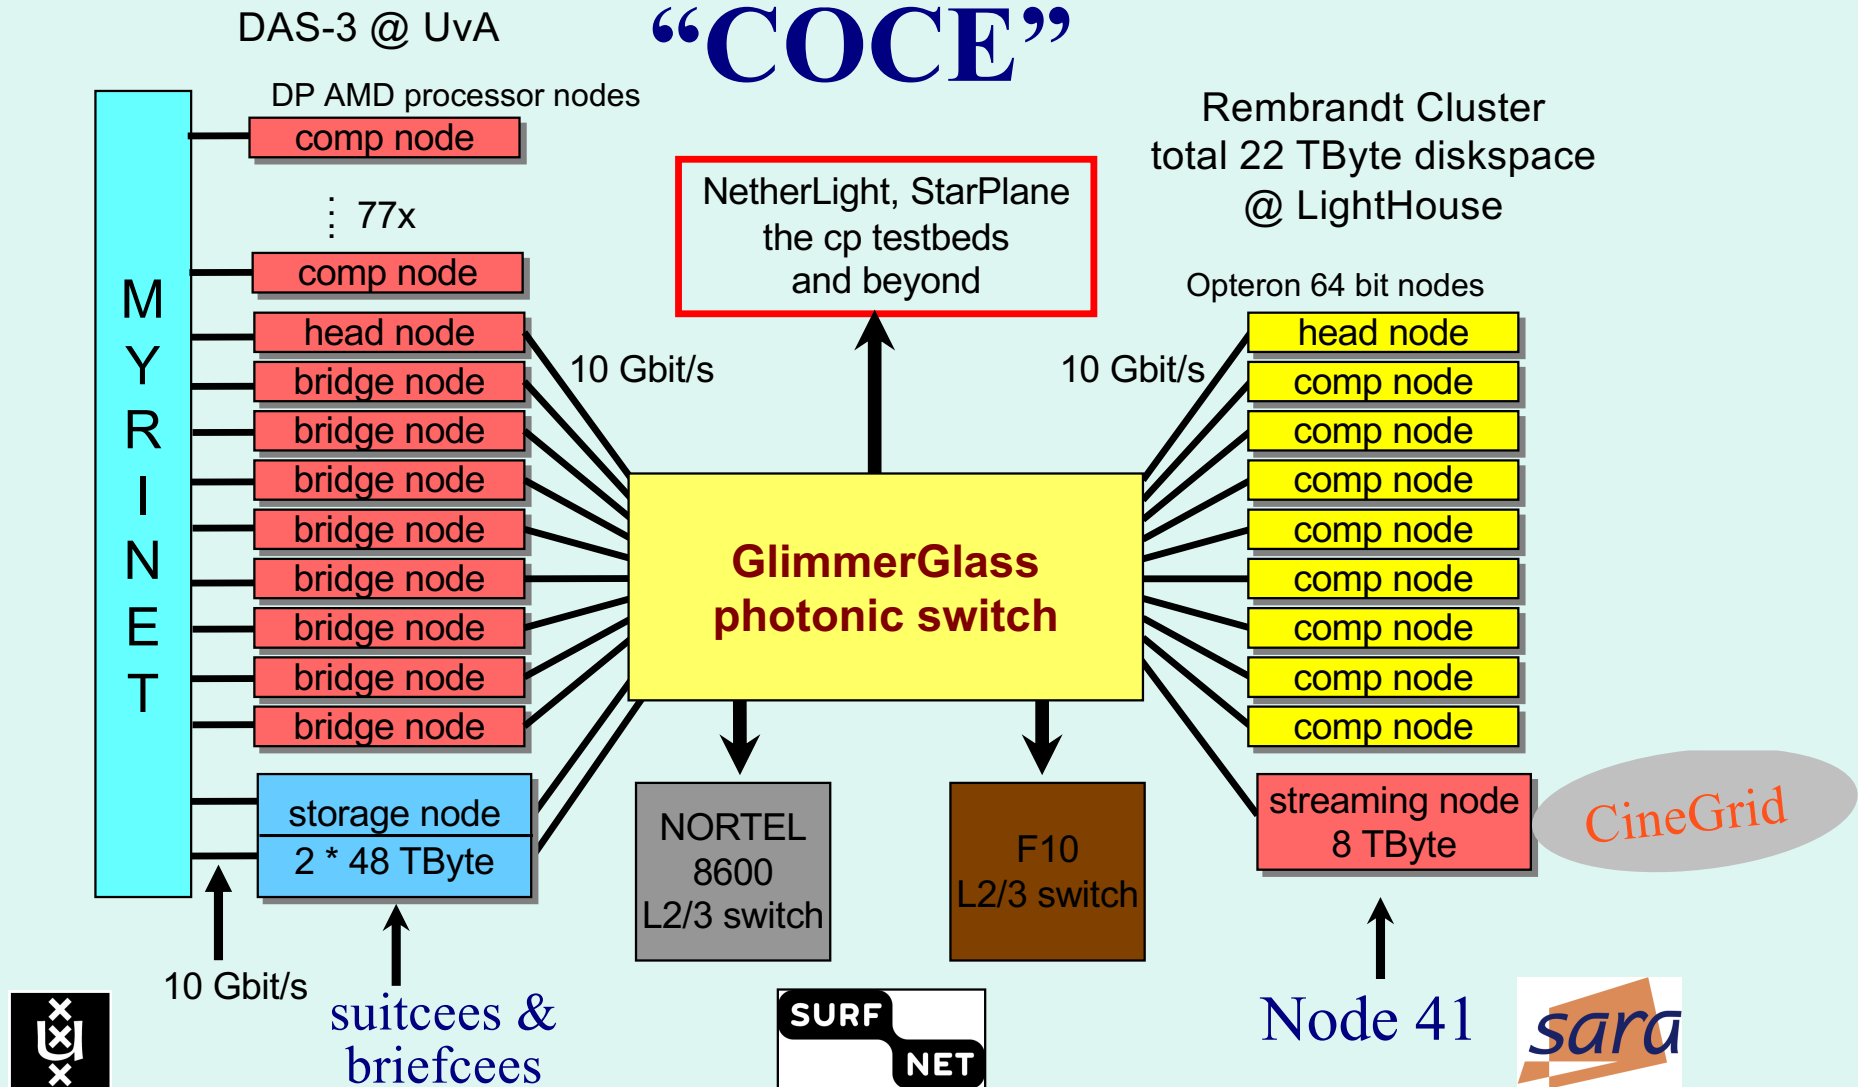 DAS-3 @ UvA
“COCE”
DP AMD processor nodes
comp node
77x
comp node
head node
bridge node
bridge node
bridge node
bridge node
bridge node
bridge node
bridge node
bridge node
storage node
2 * 48 TByte
MYRINET
10 Gbit/s
suitcees &
briefcees
10 Gbit/s
NetherLight, StarPlane
the cp testbeds
and beyond
10 Gbit/s
GlimmerGlass
photonic switch
NORTEL
8600
L2/3 switch
F10
L2/3 switch
Rembrandt Cluster
total 22 TByte diskspace
@ LightHouse
Opteron 64 bit nodes
head node
comp node
comp node
comp node
comp node
comp node
comp node
comp node
comp node
streaming node
8 TByte
CineGrid
Node 41
SURF
NET
sara